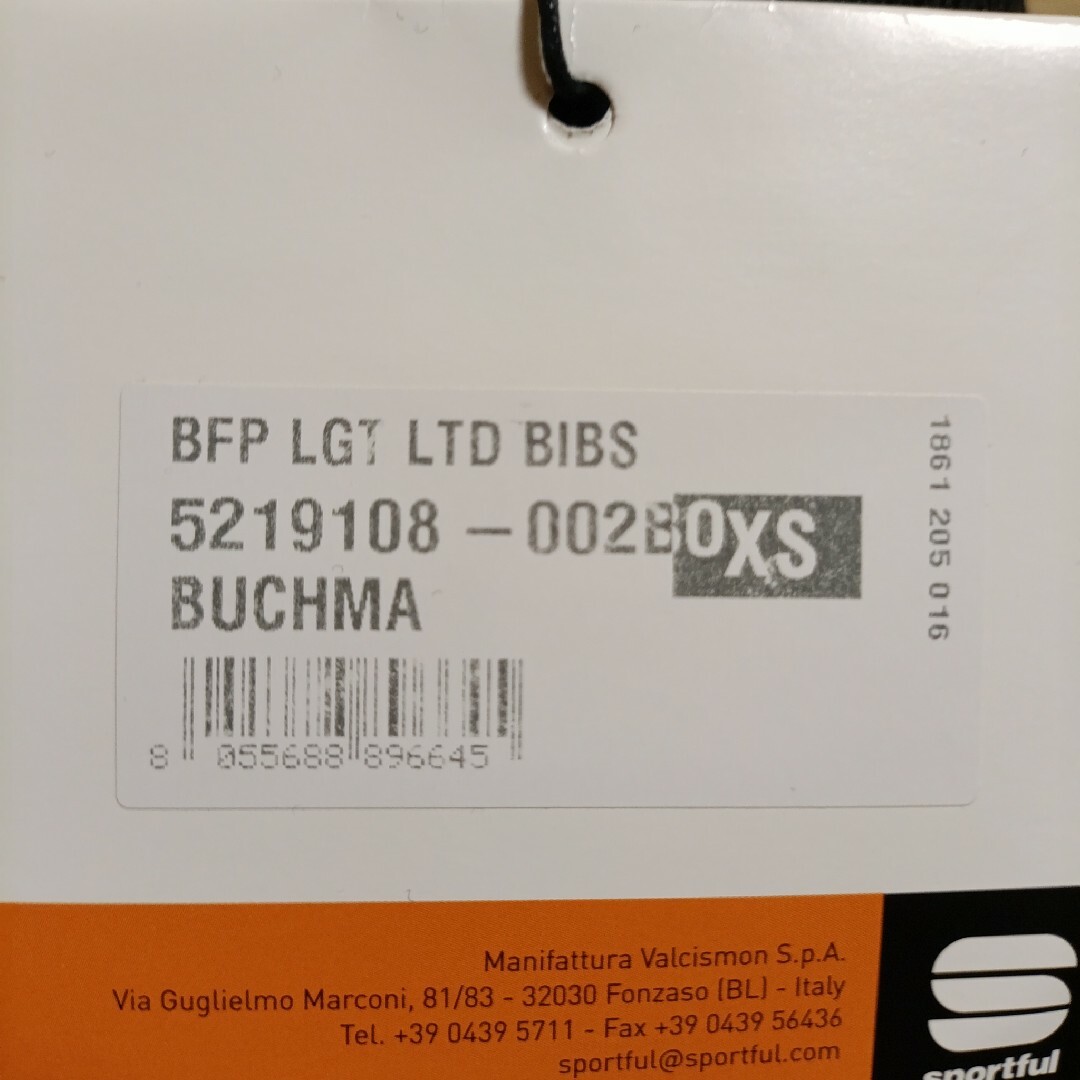 BFP LGT LTD BIBS
5219108 – 002BOXS
BUCHMA
8 055688 896645
1861 205 016
Manifattura Valcismon S.p.A.
Via Guglielmo Marconi, 81/83 - 32030 Fonzaso (BL) - Italy
Tel. +39 0439 5711 - Fax +39 0439 56436
sportful@sportful.com
sportful